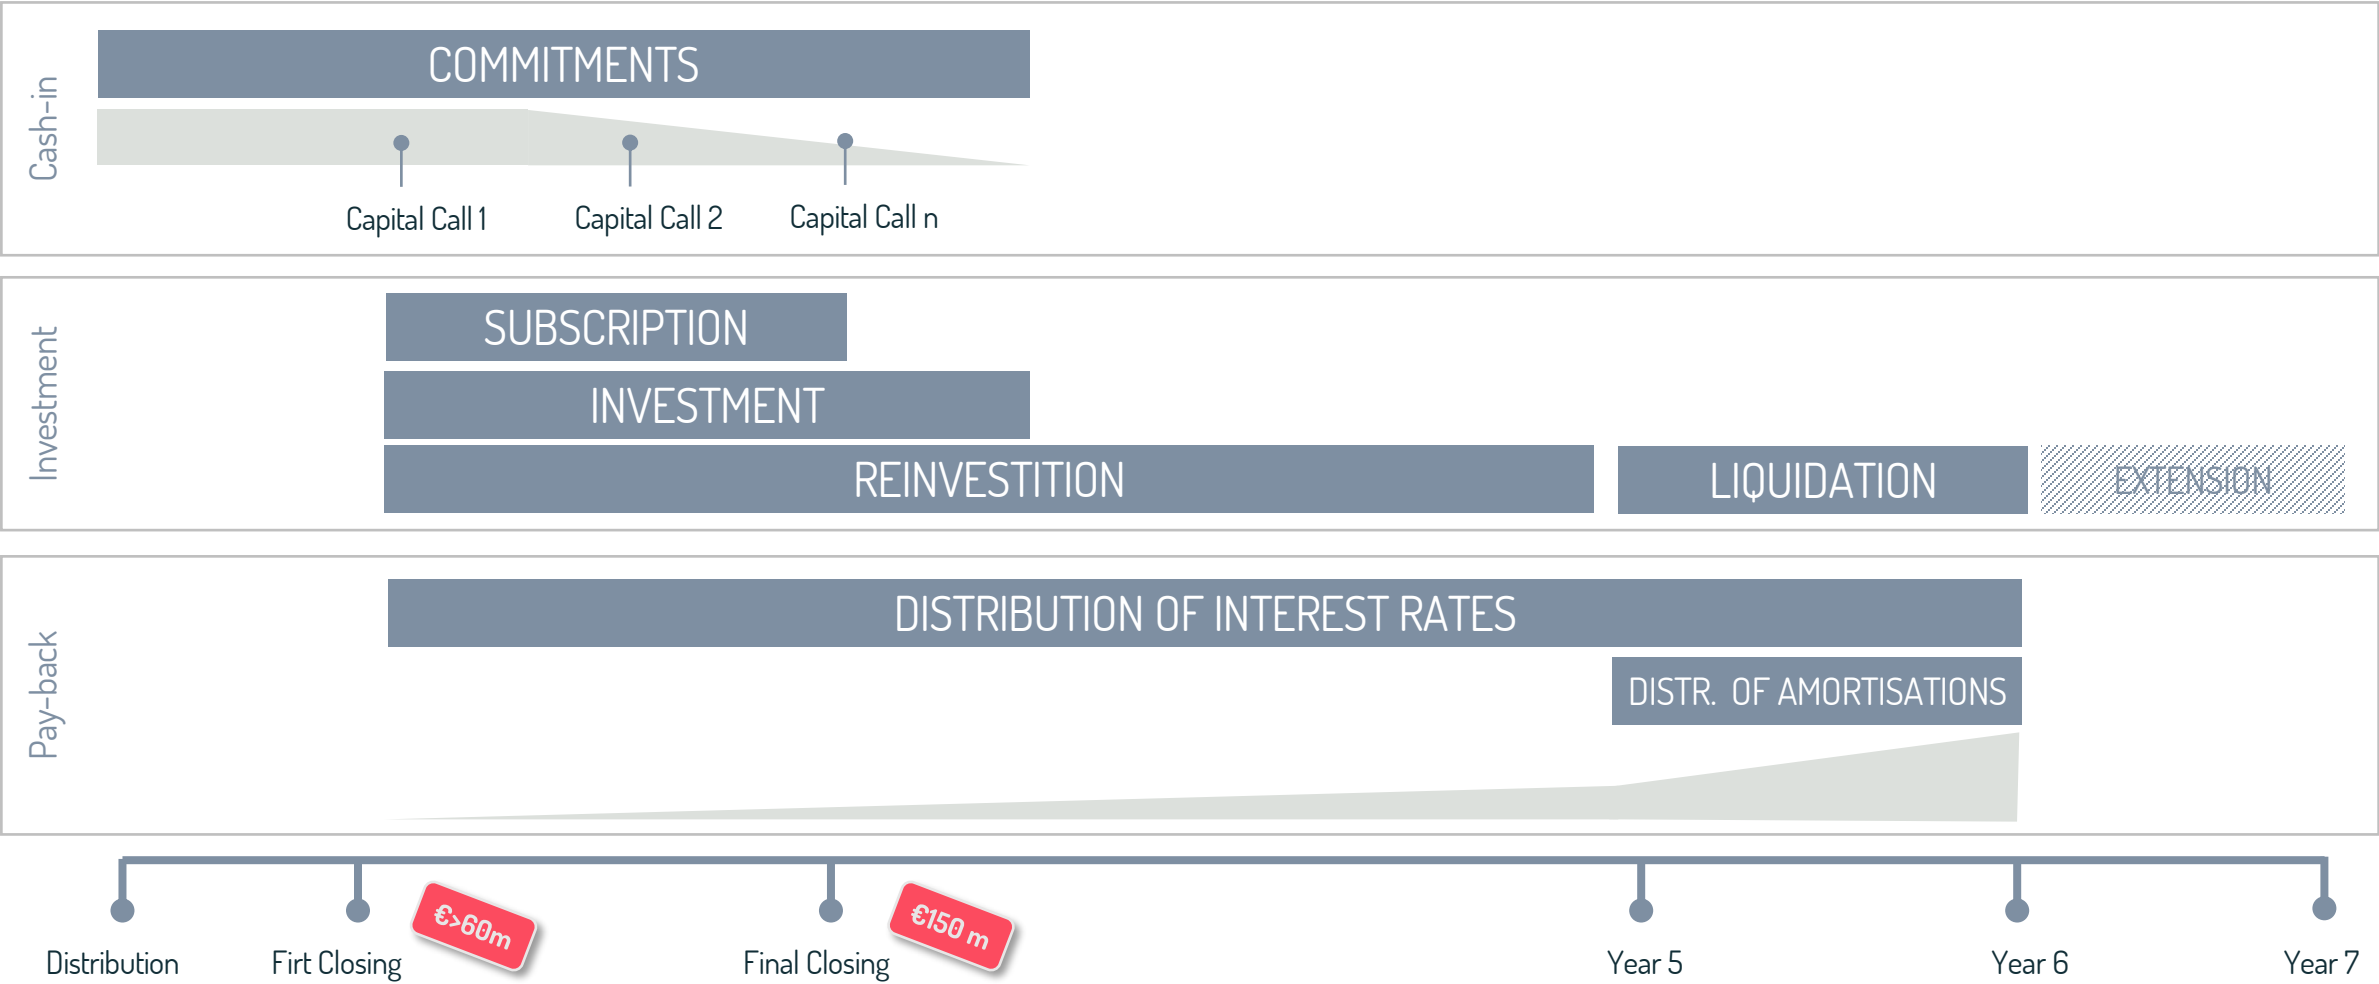 Cash-in
COMMITMENTS
Capital Call 1
Capital Call 2
Capital Call n
Investment
SUBSCRIPTION
INVESTMENT
REINVESTITION
LIQUIDATION
EXTENSION
Pay-back
DISTRIBUTION OF INTEREST RATES
DISTR. OF AMORTISATIONS
Distribution
Firt Closing
€>60m
Final Closing
€150 m
Year 5
Year 6
Year 7